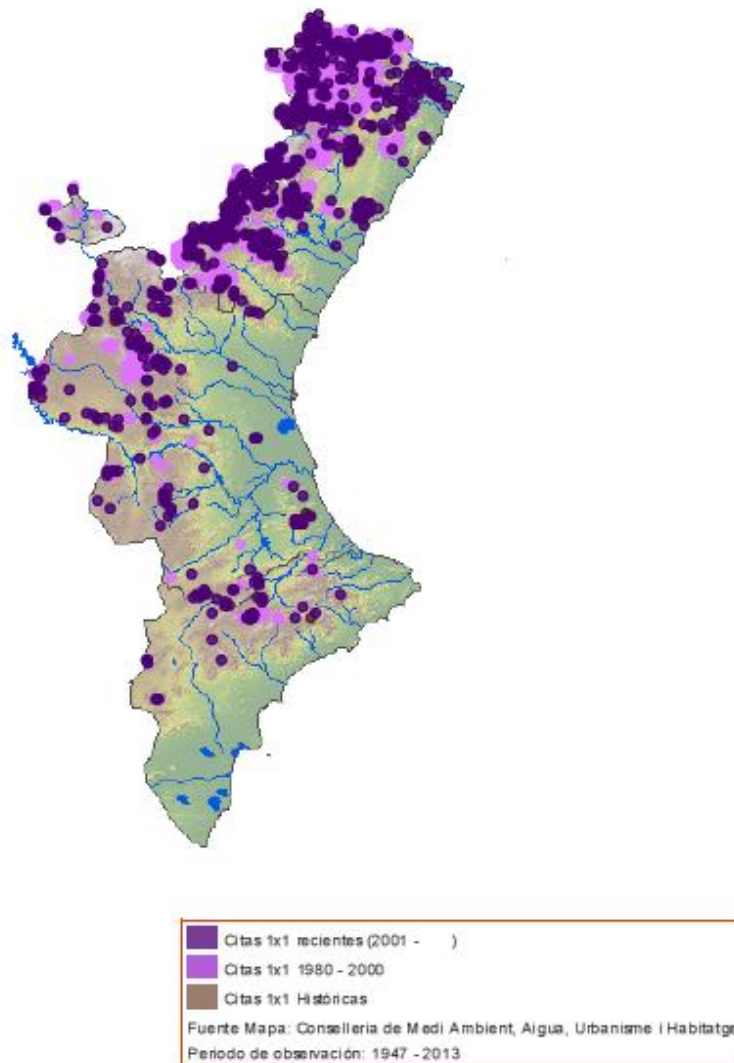 Citas 1x1 recientes (2001 - )
Citas 1x1 1980 - 2000
Citas 1x1 Históricas
Fuente Mapa: Conselleria de Medi Ambient, Aigua, Urbanisme i Habitatge
Periodo de observación: 1947 - 2013